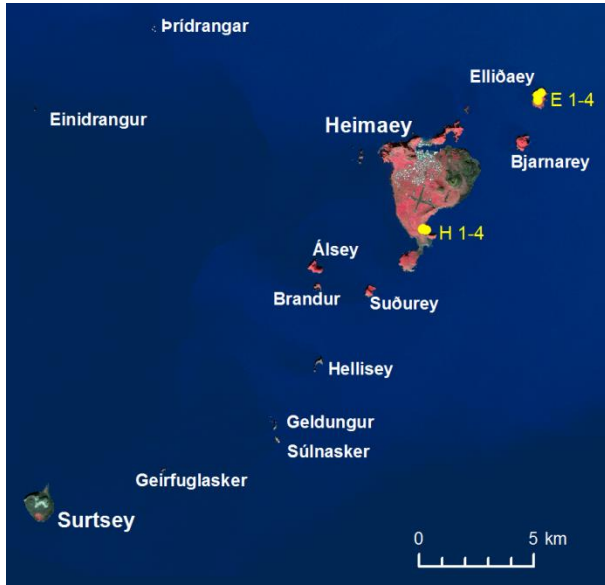 Þrídrangar
Elliðaey
E 1-4
Einidrangur
Heimaey
Bjarnarey
H 1-4
Álsey
Brandur
Suðurey
Hellisey
Geldungur
Súlnasker
Geirfuglasker
Surtsey
0 5 km